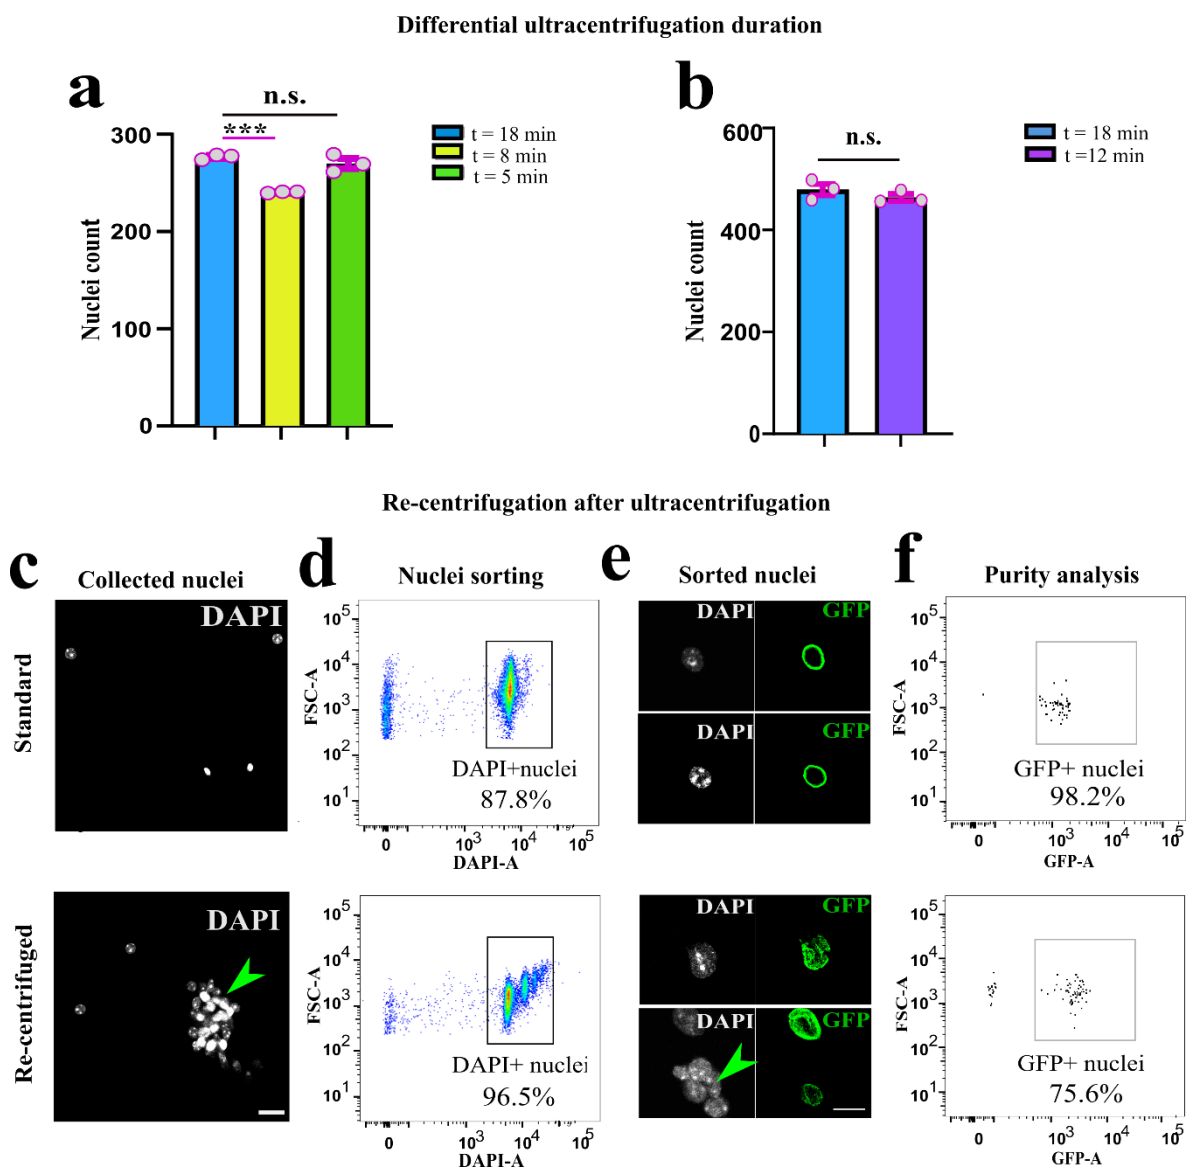 Differential ultracentrifugation duration
a
b
n.s.
***
300
200
100
0
Nuclei count
t = 18 min
t = 8 min
t = 5 min
n.s.
600
400
200
0
Nuclei count
t = 18 min
t =12 min
Re-centrifugation after ultracentrifugation
c
Collected nuclei
d
Nuclei sorting
e
Sorted nuclei
f
Purity analysis
Standard
DAPI
10⁵
10⁴
10³
10²
10¹
FSC-A
DAPI+nuclei
87.8%
0
10³
10⁴
10⁵
DAPI-A
DAPI
GFP
DAPI
GFP
10⁵
10⁴
10³
10²
10¹
FSC-A
GFP+ nuclei
98.2%
0
10³
10⁴
10⁵
GFP-A
Re-centrifuged
DAPI
10⁵
10⁴
10³
10²
10¹
FSC-A
DAPI+ nuclei
96.5%
0
10³
10⁴
10⁵
DAPI-A
DAPI
GFP
DAPI
GFP
10⁵
10⁴
10³
10²
10¹
FSC-A
GFP+ nuclei
75.6%
0
10³
10⁴
10⁵
GFP-A